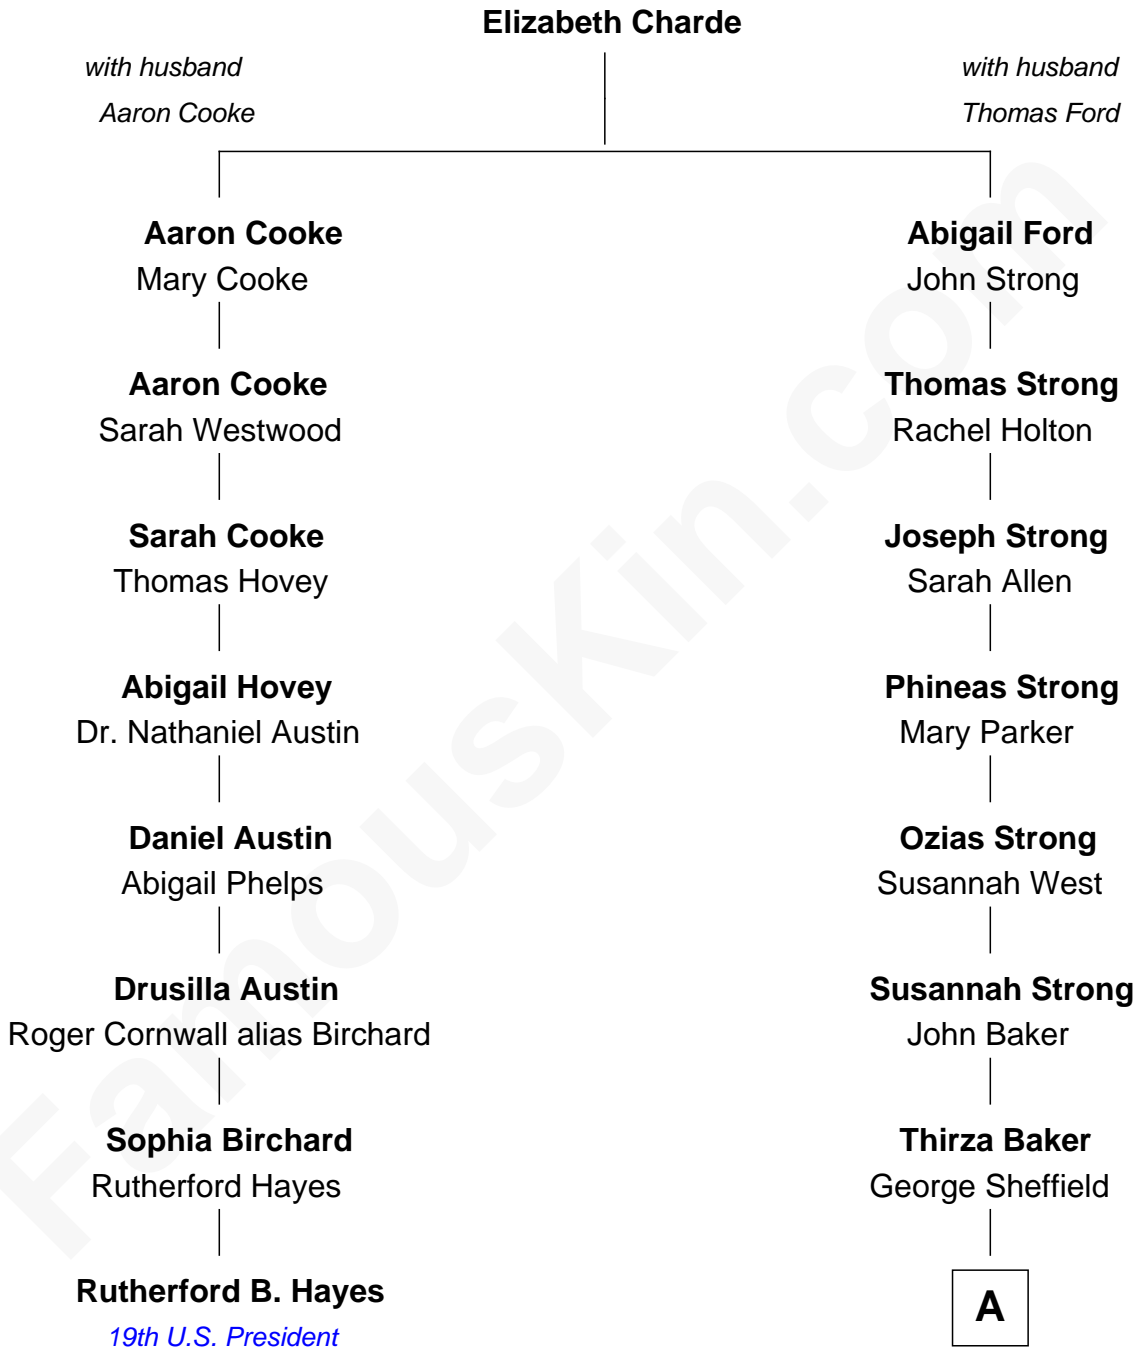 Elizabeth Charde
with husband
Aaron Cooke
with husband
Thomas Ford
Aaron Cooke
Mary Cooke
Abigail Ford
John Strong
Aaron Cooke
Sarah Westwood
Thomas Strong
Rachel Holton
Sarah Cooke
Thomas Hovey
Joseph Strong
Sarah Allen
Abigail Hovey
Dr. Nathaniel Austin
Phineas Strong
Mary Parker
Daniel Austin
Abigail Phelps
Ozias Strong
Susannah West
Drusilla Austin
Roger Cornwall alias Birchard
Susannah Strong
John Baker
Sophia Birchard
Rutherford Hayes
Thirza Baker
George Sheffield
Rutherford B. Hayes
19th U.S. President
A
FamousKin.com